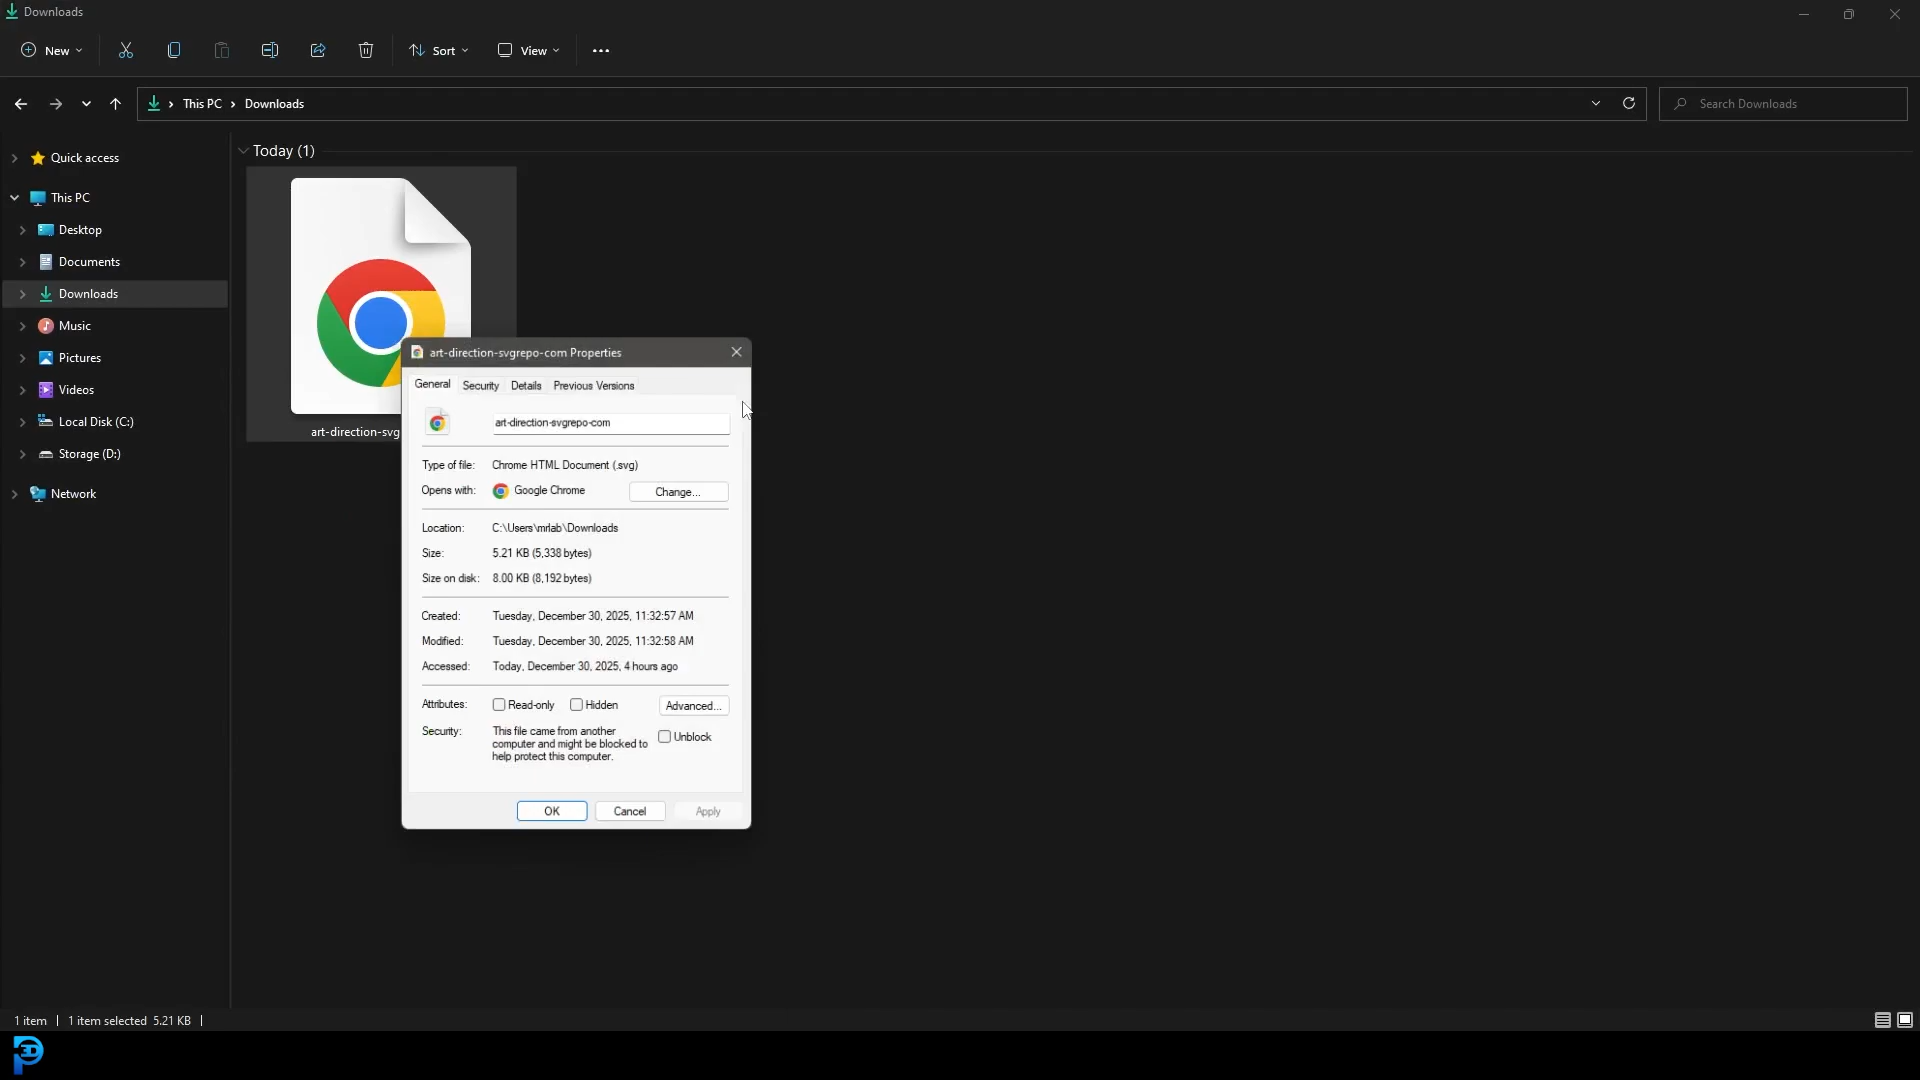 Downloads
New
Sort
View
This PC
Downloads
Search Downloads
Quick access
This PC
Desktop
Documents
Downloads
Music
Pictures
Videos
Local Disk (C:)
Storage (D:)
Network
Today (1)
art-direction-svg
art-direction-svgrepo-com Properties
General
Security
Details
Previous Versions
art-direction-svgrepo-com
Type of file: Chrome HTML Document (.svg)
Opens with: Google Chrome
Change...
Location: C:\Users\mrlab\Downloads
Size: 5.21 KB (5,338 bytes)
Size on disk: 8.00 KB (8,192 bytes)
Created: Tuesday, December 30, 2025, 11:32:57 AM
Modified: Tuesday, December 30, 2025, 11:32:58 AM
Accessed: Today, December 30, 2025, 4 hours ago
Attributes: Read-only Hidden Advanced...
Security: This file came from another
computer and might be blocked to
help protect this computer.
Unblock
OK
Cancel
Apply
1 item
1 item selected 5.21 KB
3D
P